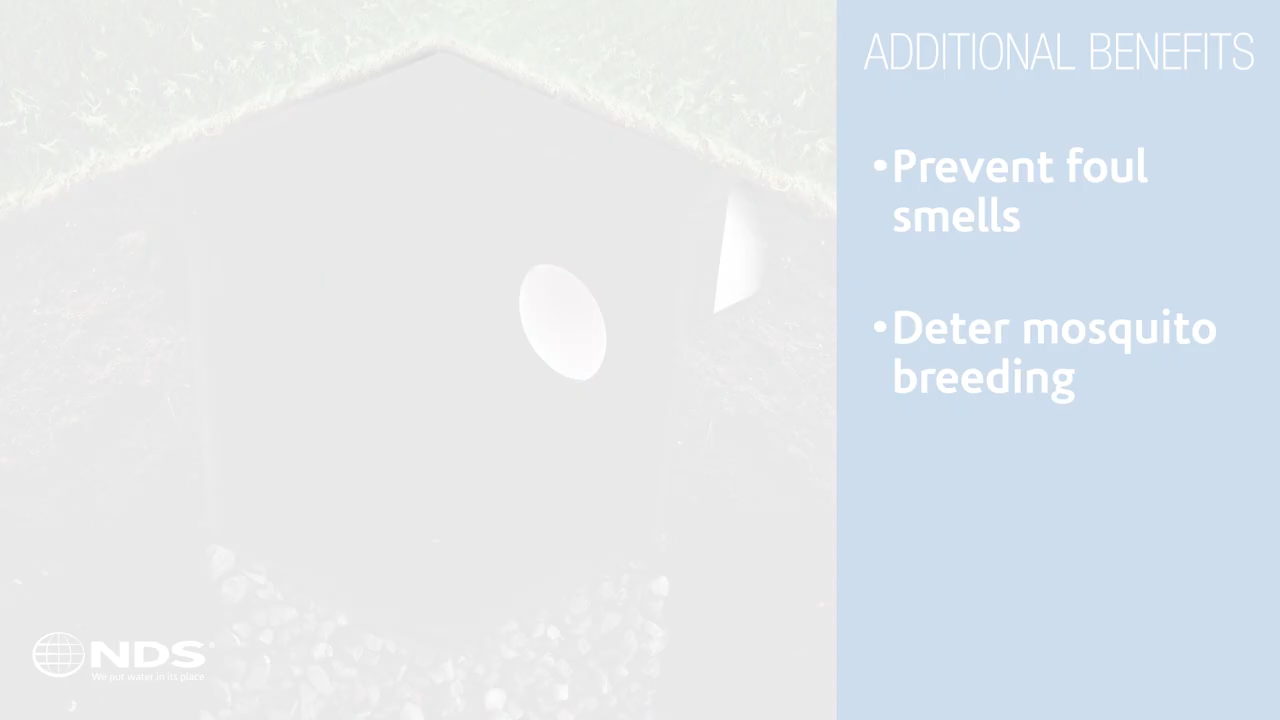 ADDITIONAL BENEFITS
•Prevent foul
smells
•Deter mosquito
breeding
NDS®
We put water in its place